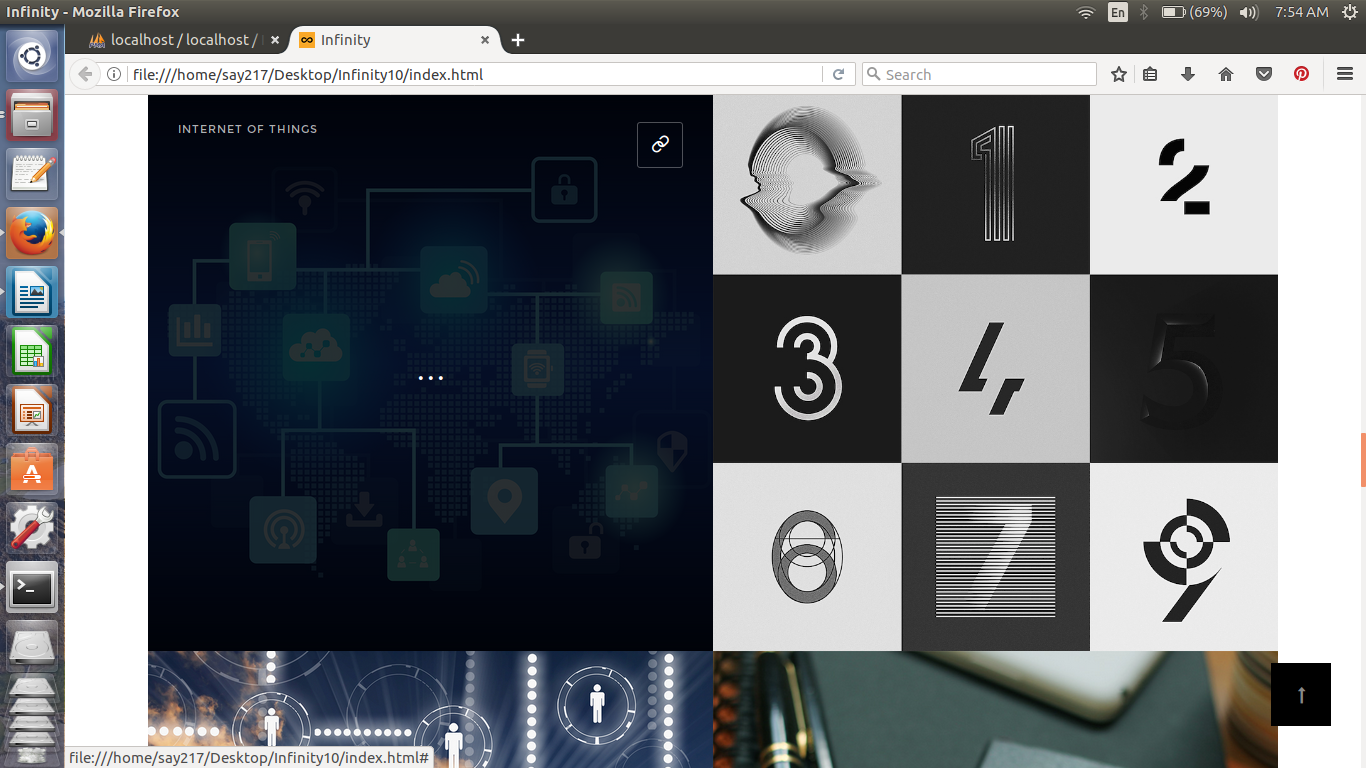 Infinity - Mozilla Firefox
En
(69%)
7:54 AM
localhost / localhost /
Infinity
file:///home/say217/Desktop/Infinity10/index.html
Search
INTERNET OF THINGS
...
1
2
3
4
5
6
7
9
file:///home/say217/Desktop/Infinity10/index.html#